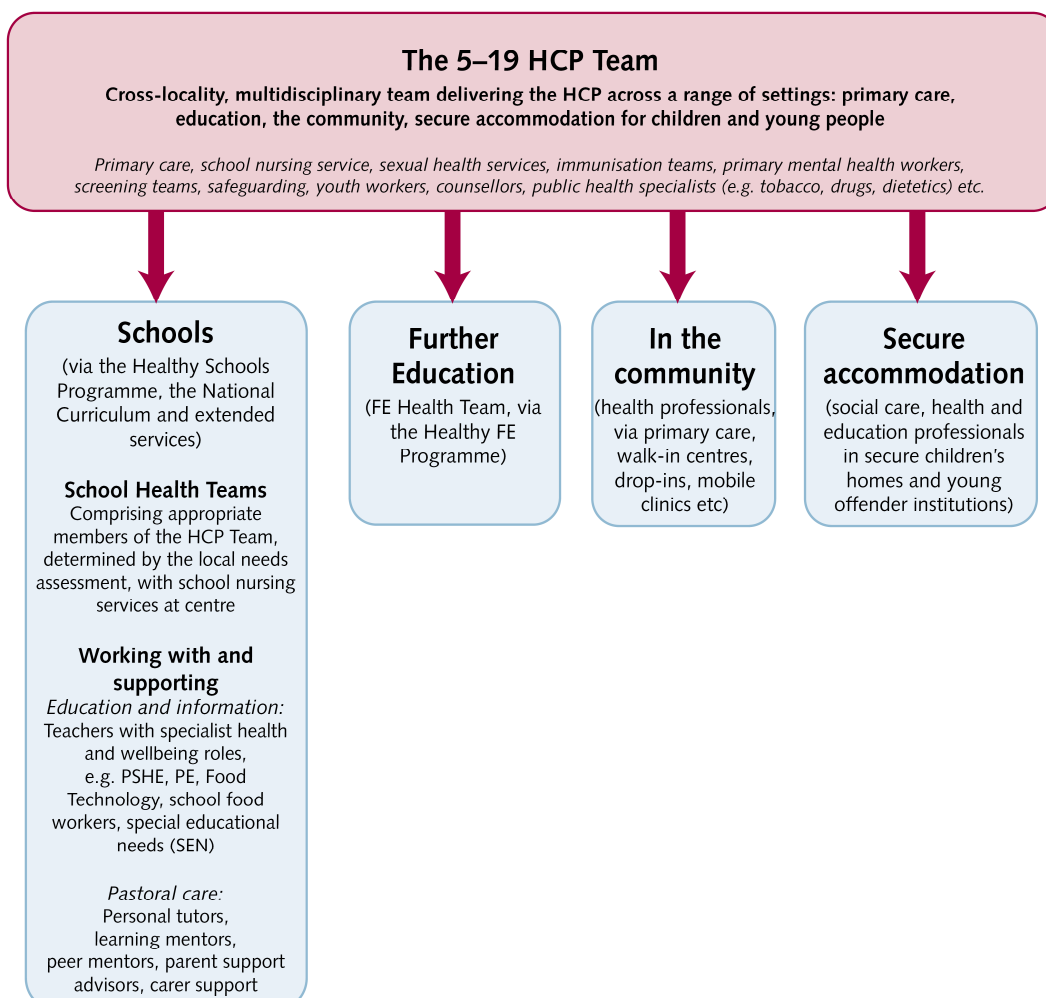 The 5–19 HCP Team
Cross-locality, multidisciplinary team delivering the HCP across a range of settings: primary care,
education, the community, secure accommodation for children and young people
Primary care, school nursing service, sexual health services, immunisation teams, primary mental health workers,
screening teams, safeguarding, youth workers, counsellors, public health specialists (e.g. tobacco, drugs, dietetics) etc.
Schools
(via the Healthy Schools
Programme, the National
Curriculum and extended
services)
School Health Teams
Comprising appropriate
members of the HCP Team,
determined by the local needs
assessment, with school nursing
services at centre
Working with and
supporting
Education and information:
Teachers with specialist health
and wellbeing roles,
e.g. PSHE, PE, Food
Technology, school food
workers, special educational
needs (SEN)
Pastoral care:
Personal tutors,
learning mentors,
peer mentors, parent support
advisors, carer support
Further
Education
(FE Health Team, via
the Healthy FE
Programme)
In the
community
(health professionals,
via primary care,
walk-in centres,
drop-ins, mobile
clinics etc)
Secure
accommodation
(social care, health and
education professionals
in secure children's
homes and young
offender institutions)